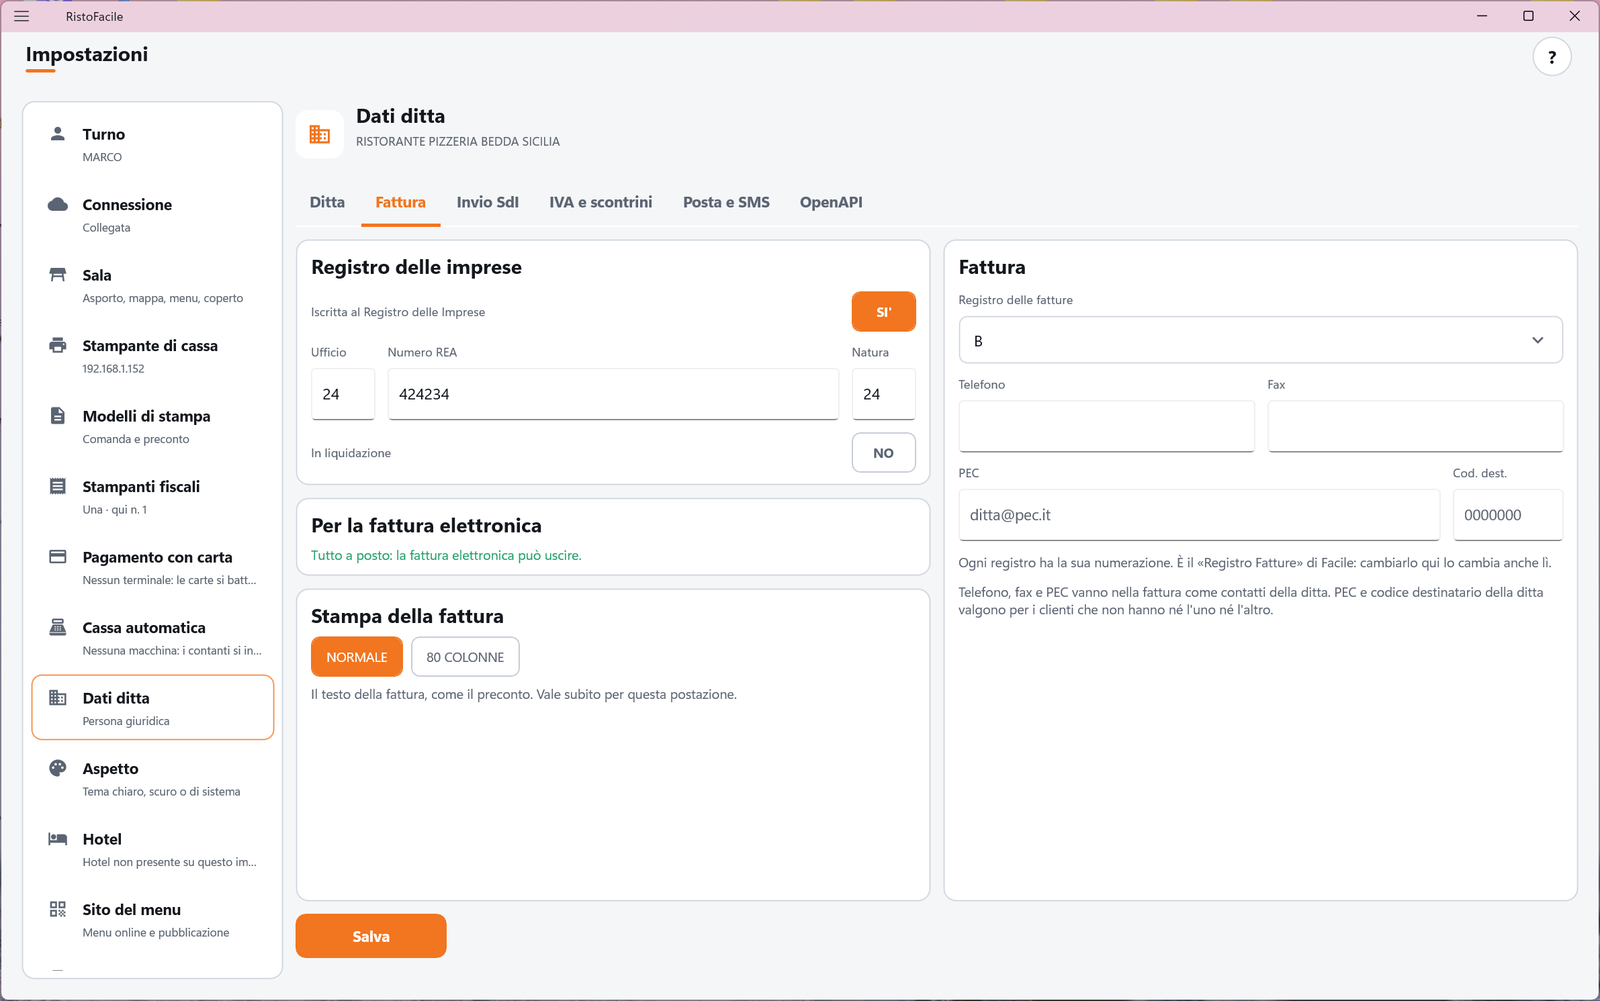 RistoFacile
Impostazioni
?
Turno
MARCO
Connessione
Collegata
Sala
Asporto, mappa, menu, coperto
Stampante di cassa
192.168.1.152
Modelli di stampa
Comanda e preconto
Stampanti fiscali
Una · qui n. 1
Pagamento con carta
Nessun terminale: le carte si batt...
Cassa automatica
Nessuna macchina: i contanti si in...
Dati ditta
Persona giuridica
Aspetto
Tema chiaro, scuro o di sistema
Hotel
Hotel non presente su questo im...
Sito del menu
Menu online e pubblicazione
Dati ditta
RISTORANTE PIZZERIA BEDDA SICILIA
Ditta Fattura Invio SdI IVA e scontrini Posta e SMS OpenAPI
Registro delle imprese
Iscritta al Registro delle Imprese SI'
Ufficio Numero REA Natura
24 424234 24
In liquidazione NO
Per la fattura elettronica
Tutto a posto: la fattura elettronica può uscire.
Stampa della fattura
NORMALE 80 COLONNE
Il testo della fattura, come il preconto. Vale subito per questa postazione.
Fattura
Registro delle fatture
B
Telefono Fax
PEC Cod. dest.
ditta@pec.it 0000000
Ogni registro ha la sua numerazione. È il «Registro Fatture» di Facile: cambiarlo qui lo cambia anche lì.
Telefono, fax e PEC vanno nella fattura come contatti della ditta. PEC e codice destinatario della ditta
valgono per i clienti che non hanno né l'uno né l'altro.
Salva